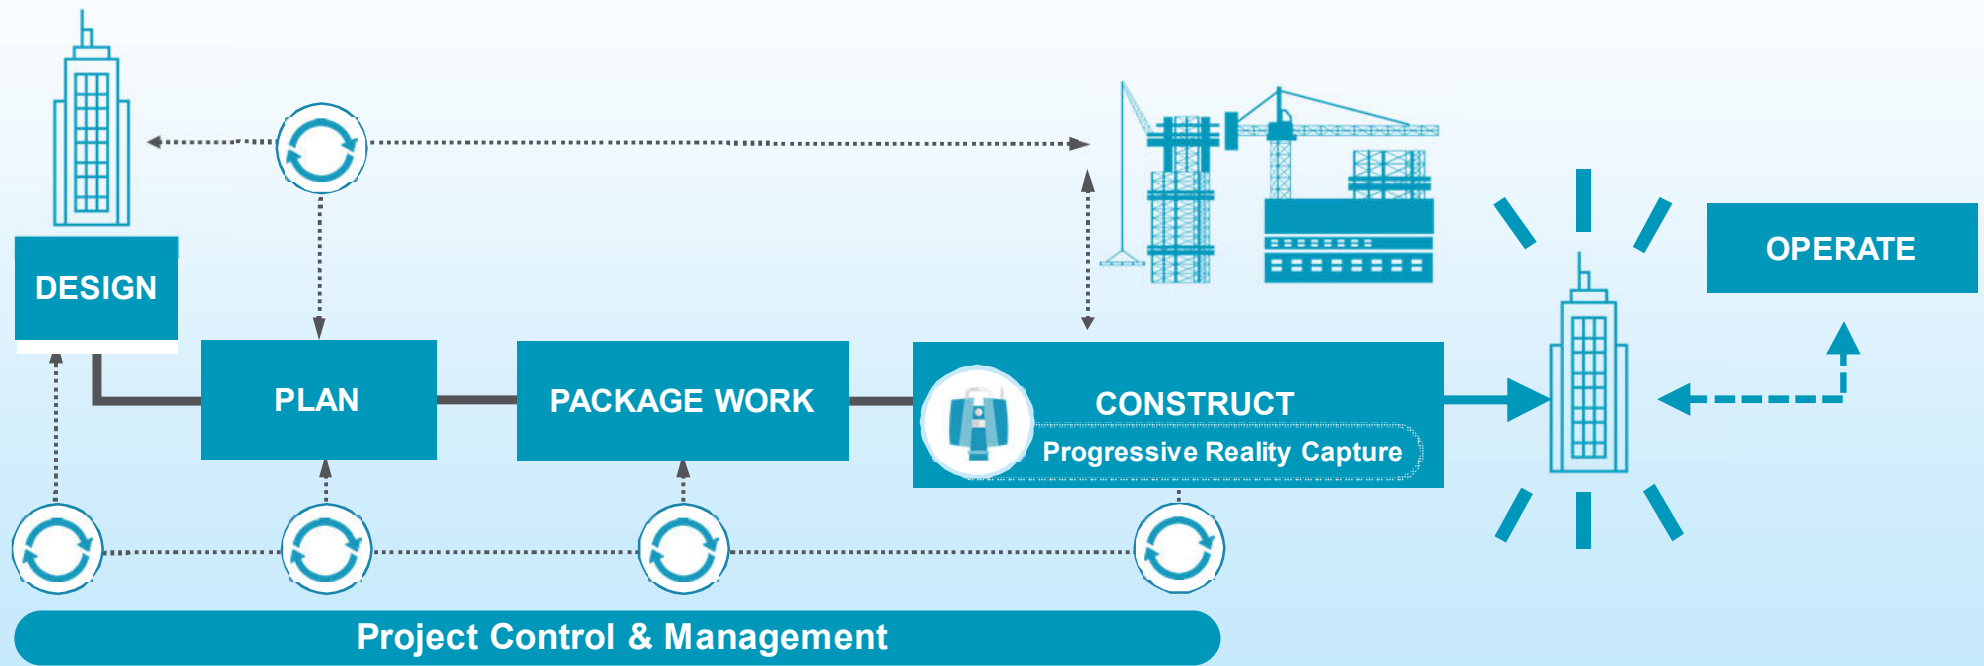 DESIGN
PLAN
PACKAGE WORK
CONSTRUCT
Progressive Reality Capture
OPERATE
Project Control & Management